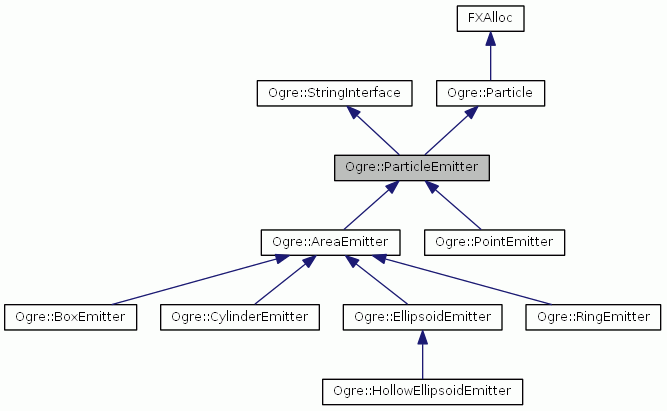 FXAlloc
Ogre::StringInterface
Ogre::Particle
Ogre::ParticleEmitter
Ogre::AreaEmitter
Ogre::PointEmitter
Ogre::BoxEmitter
Ogre::CylinderEmitter
Ogre::EllipsoidEmitter
Ogre::RingEmitter
Ogre::HollowEllipsoidEmitter